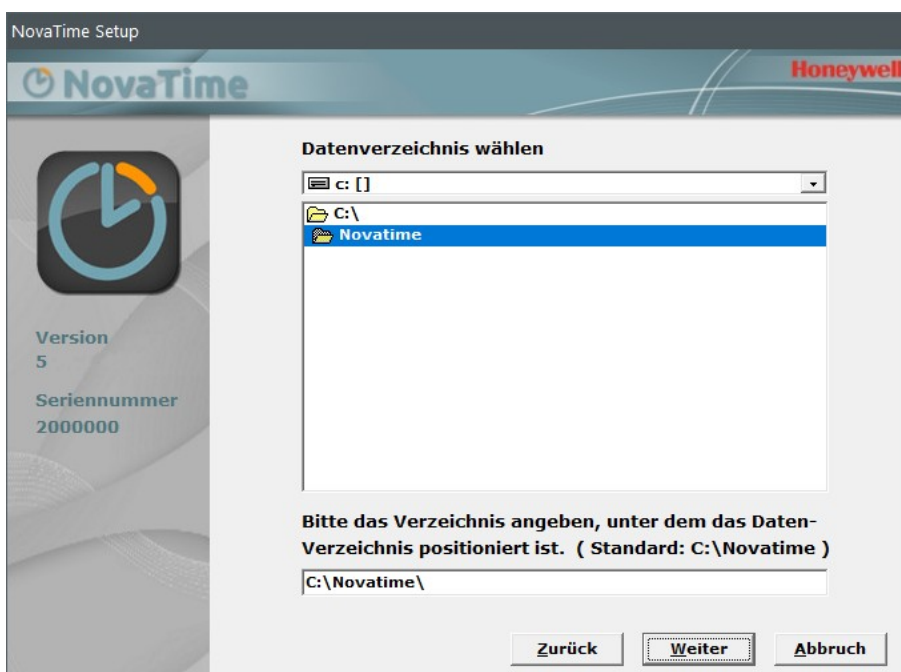 NovaTime Setup
NovaTime
Honeywell
Datenverzeichnis wählen
c: []
C:\
Novatime
Version
5
Seriennummer
2000000
Bitte das Verzeichnis angeben, unter dem das Daten-
Verzeichnis positioniert ist. ( Standard: C:\Novatime )
C:\Novatime\
Zurück
Weiter
Abbruch